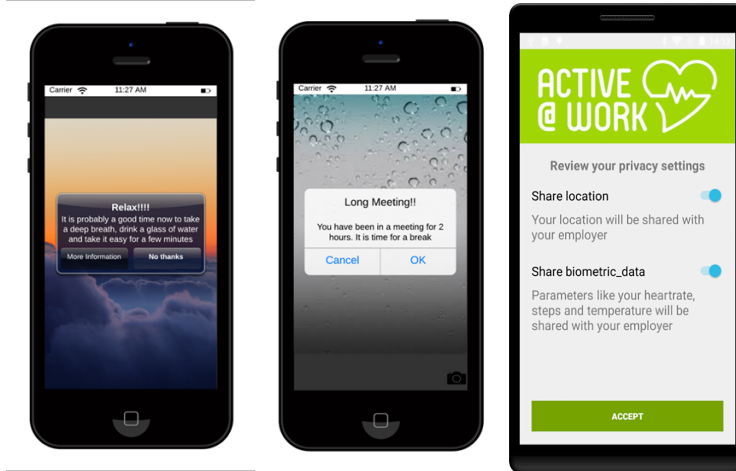 Carrier 11:27 AM
Relax!!!!
It is probably a good time now to take
a deep breath, drink a glass of water
and take it easy for a few minutes
More Information No thanks
Carrier 11:27 AM
Long Meeting!!
You have been in a meeting for 2
hours. It is time for a break
Cancel OK
ACTIVE
@ WORK
Review your privacy settings
Share location
Your location will be shared with
your employer
Share biometric_data
Parameters like your heartrate,
steps and temperature will be
shared with your employer
ACCEPT